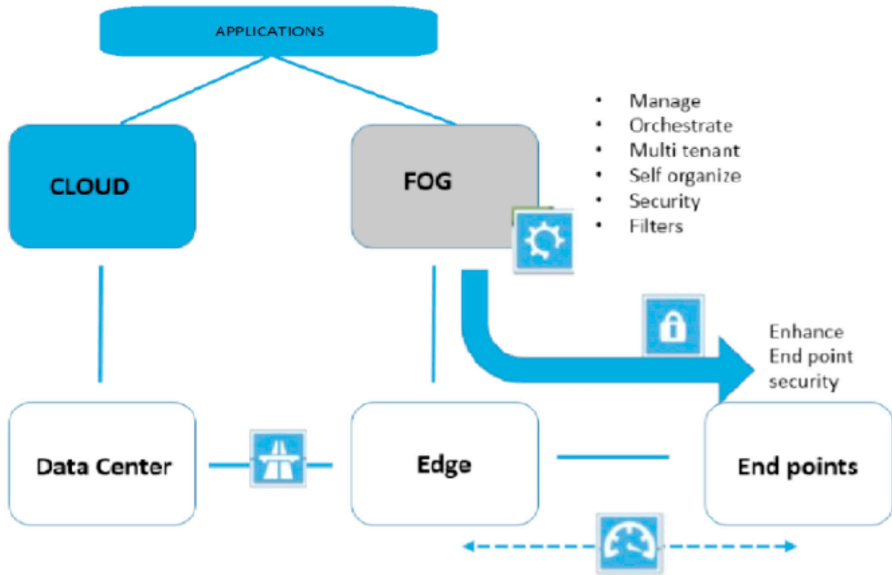 APPLICATIONS
CLOUD
FOG
• Manage
• Orchestrate
• Multi tenant
• Self organize
• Security
• Filters
Enhance
End point
security
Data Center
Edge
End points